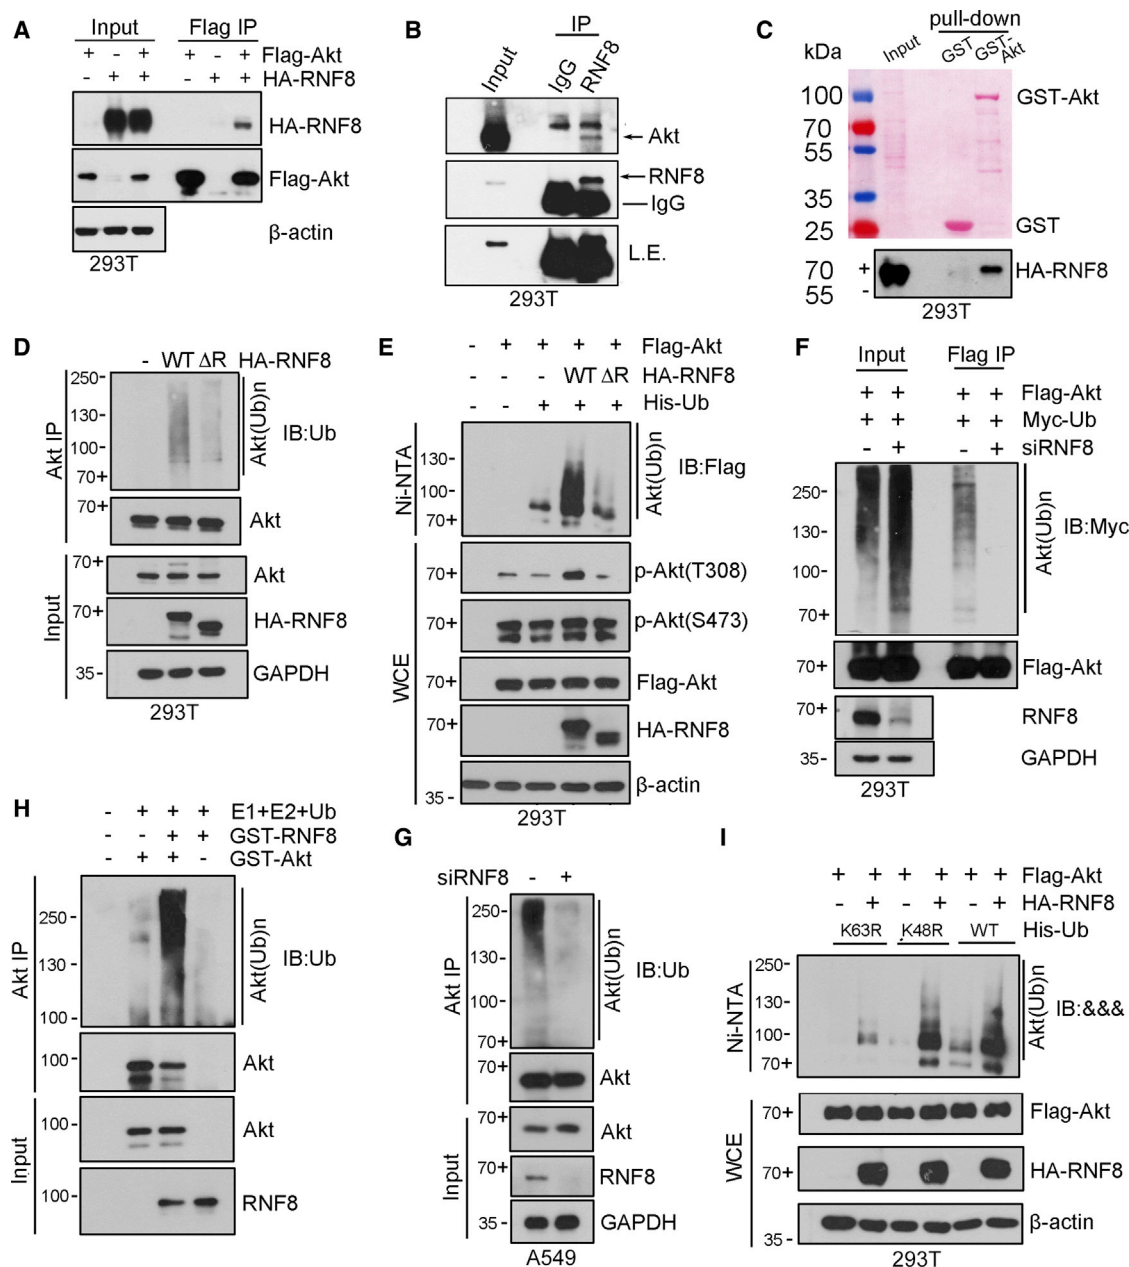 A
Input Flag IP
+ - + + - + Flag-Akt
- + + - + + HA-RNF8
HA-RNF8
Flag-Akt
β-actin
293T
B
IP
Input IgG RNF8
Akt
RNF8
IgG
L.E.
293T
C
pull-down
kDa Input GST GST-Akt
100
70
55
35
25
GST-Akt
GST
70 +
55 -
HA-RNF8
293T
D
- WT ΔR HA-RNF8
Akt IP
250-
130-
100-
70+
Akt(Ub)n
IB:Ub
70+
Akt
Input
70+
Akt
70+
HA-RNF8
35-
GAPDH
293T
E
- + + + + Flag-Akt
- - - WT ΔR HA-RNF8
- - + + + His-Ub
Ni-NTA
130-
100-
70+
Akt(Ub)n
IB:Flag
WCE
70+ p-Akt(T308)
70+ p-Akt(S473)
70+ Flag-Akt
70+ HA-RNF8
35- β-actin
293T
F
Input Flag IP
+ + + + Flag-Akt
+ + + + Myc-Ub
- + - + siRNF8
250-
130-
100-
70+
Akt(Ub)n
IB:Myc
70+ Flag-Akt
70+ RNF8
35- GAPDH
293T
H
- + + + E1+E2+Ub
- - + + GST-RNF8
- + + - GST-Akt
Akt IP
250-
130-
100-
Akt(Ub)n
IB:Ub
100- Akt
Input
100- Akt
100- RNF8
G
siRNF8 - +
Akt IP
250-
130-
100-
70+
Akt(Ub)n
IB:Ub
70+ Akt
Input
70+ Akt
70+ RNF8
35- GAPDH
A549
I
+ + + + + + Flag-Akt
- + - + - + HA-RNF8
K63R K48R WT His-Ub
Ni-NTA
250-
130-
100-
70+
Akt(Ub)n
IB:&&&
WCE
70+ Flag-Akt
70+ HA-RNF8
35- β-actin
293T